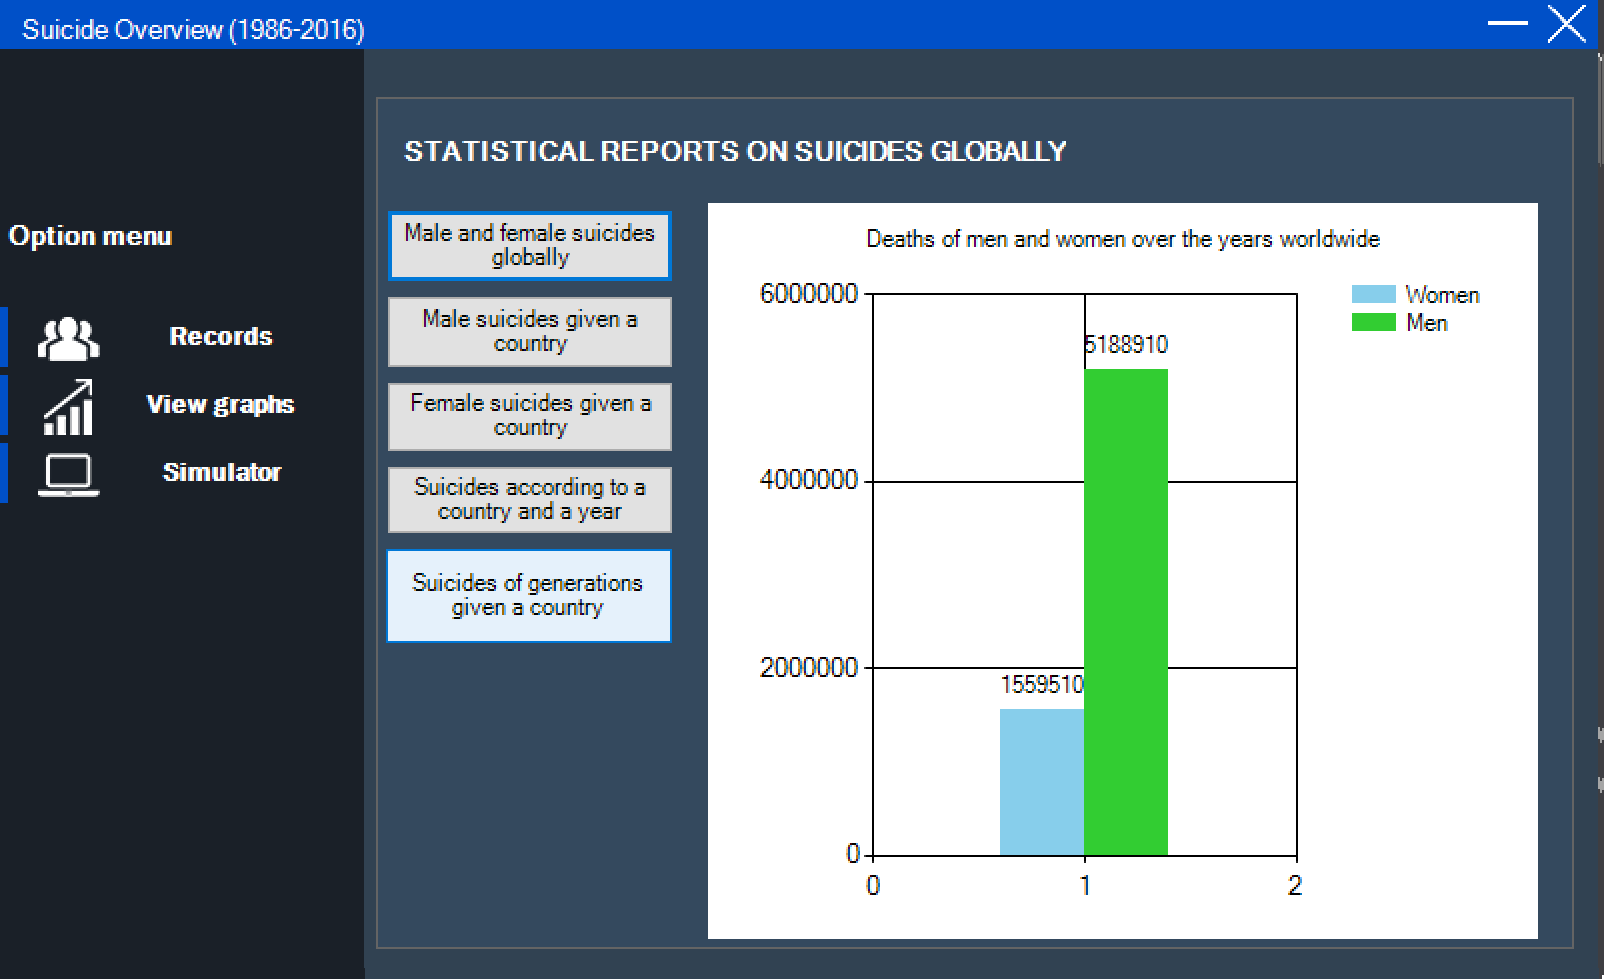 Suicide Overview (1986-2016)
Option menu
Records
View graphs
Simulator
STATISTICAL REPORTS ON SUICIDES GLOBALLY
Male and female suicides
globally
Male suicides given a
country
Female suicides given a
country
Suicides according to a
country and a year
Suicides of generations
given a country
Deaths of men and women over the years worldwide
Women
Men
6000000
4000000
2000000
0
5188910
1559510
0 1 2